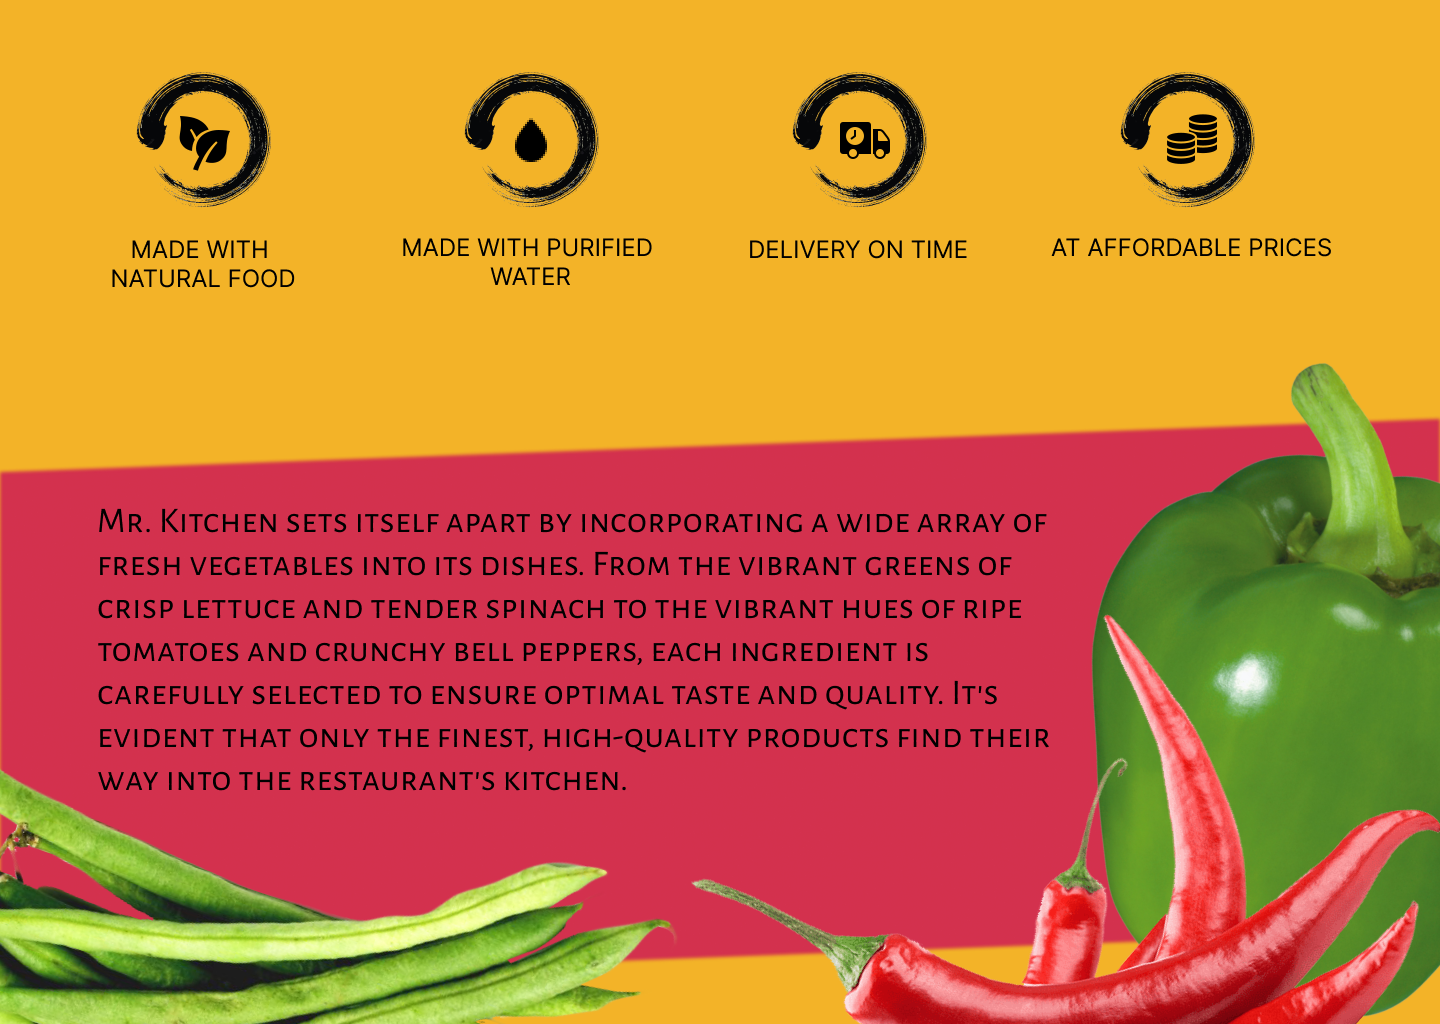 MADE WITH
NATURAL FOOD
MADE WITH PURIFIED
WATER
DELIVERY ON TIME
AT AFFORDABLE PRICES
Mr. Kitchen sets itself apart by incorporating a wide array of
fresh vegetables into its dishes. From the vibrant greens of
crisp lettuce and tender spinach to the vibrant hues of ripe
tomatoes and crunchy bell peppers, each ingredient is
carefully selected to ensure optimal taste and quality. It's
evident that only the finest, high-quality products find their
way into the restaurant's kitchen.